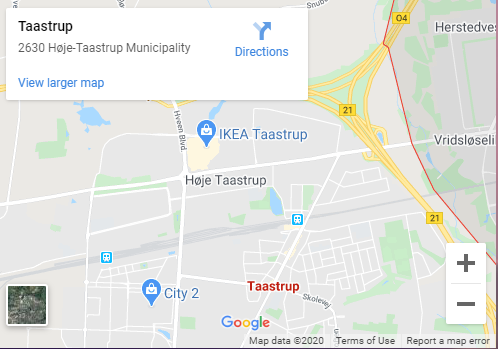 Taastrup
2630 Høje-Taastrup Municipality
Directions
View larger map
O4
Herstedves
Hveen Blvd
21
IKEA Taastrup
Vridsløseli
Høje Taastrup
21
City 2
Taastrup
Skolevej
Google
Map data ©2020 Terms of Use Report a map error